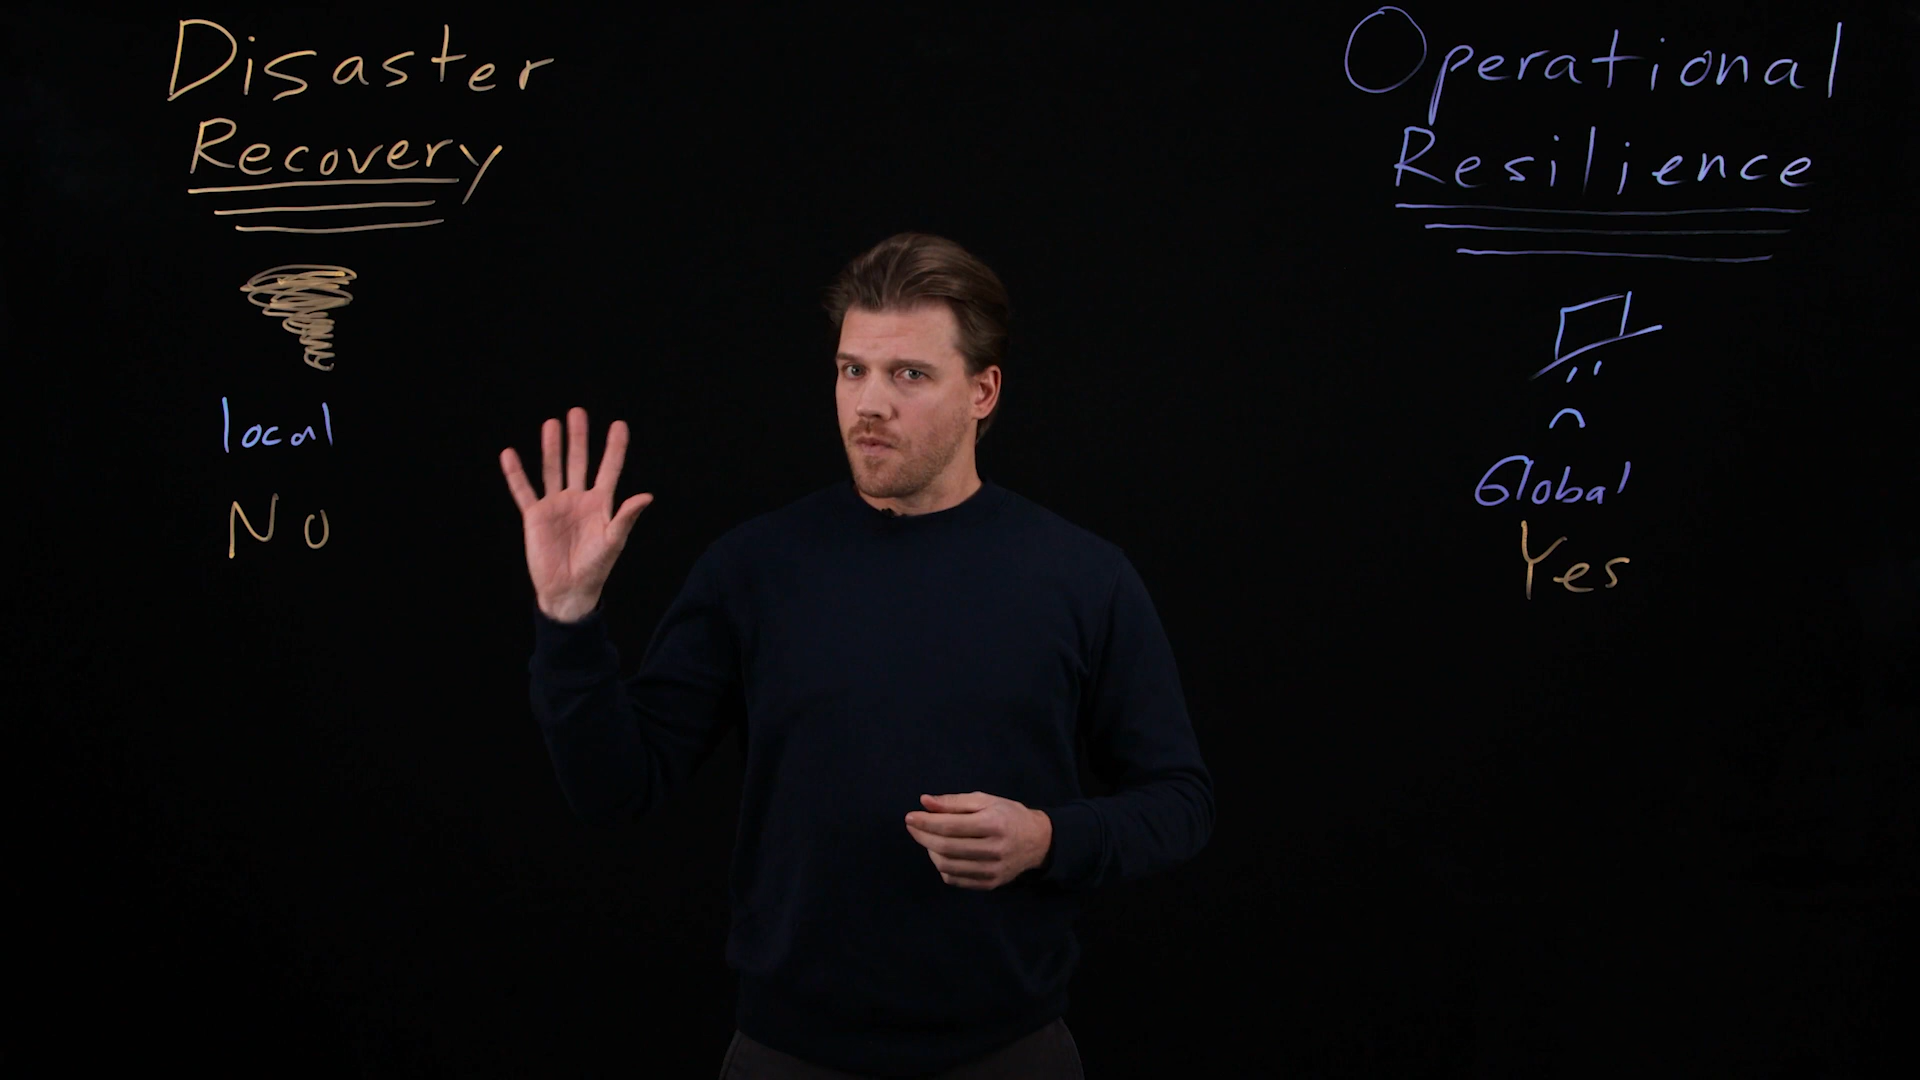 Disaster
Recovery
local
No
Operational
Resilience
Global
Yes